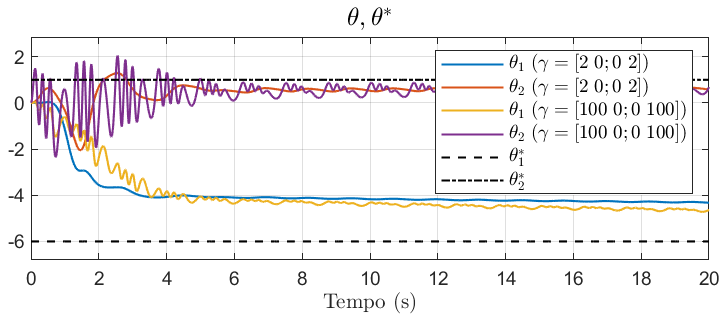 θ, θ*
2
0
-2
-4
-6
θ₁ (γ = [2 0; 0 2])
θ₂ (γ = [2 0; 0 2])
θ₁ (γ = [100 0; 0 100])
θ₂ (γ = [100 0; 0 100])
θ₁*
θ₂*
0 2 4 6 8 10 12 14 16 18 20
Tempo (s)